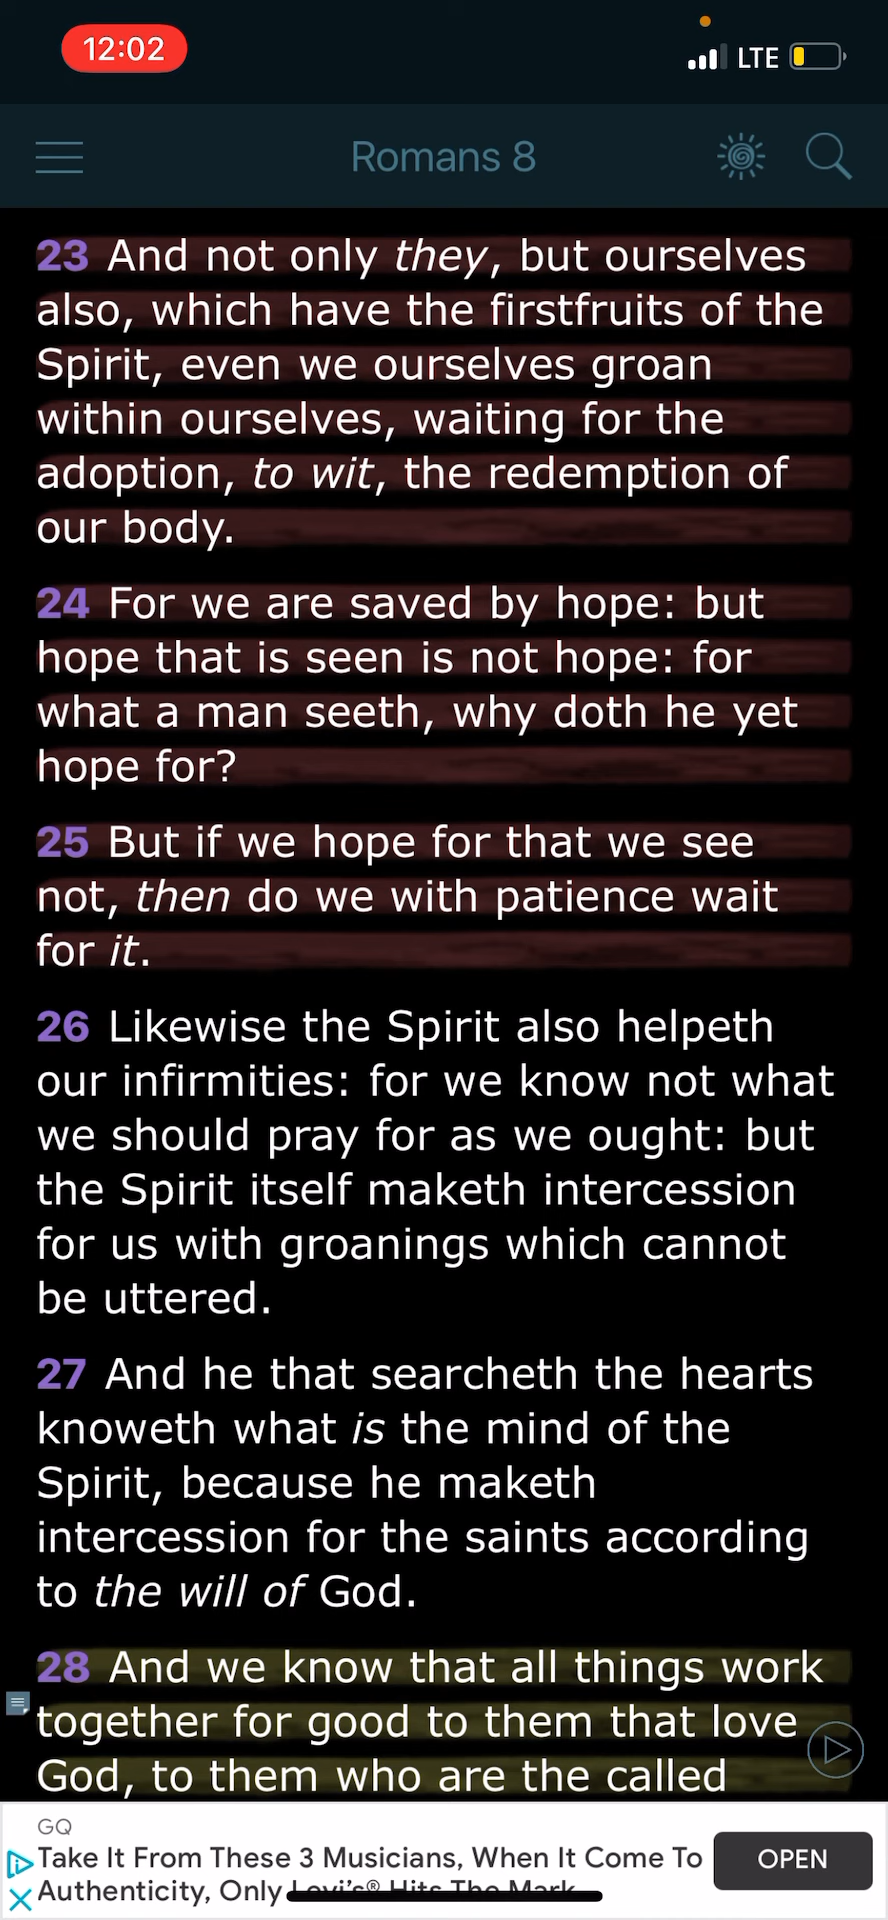 12:02
LTE
Romans 8
23 And not only they, but ourselves
also, which have the firstfruits of the
Spirit, even we ourselves groan
within ourselves, waiting for the
adoption, to wit, the redemption of
our body.
24 For we are saved by hope: but
hope that is seen is not hope: for
what a man seeth, why doth he yet
hope for?
25 But if we hope for that we see
not, then do we with patience wait
for it.
26 Likewise the Spirit also helpeth
our infirmities: for we know not what
we should pray for as we ought: but
the Spirit itself maketh intercession
for us with groanings which cannot
be uttered.
27 And he that searcheth the hearts
knoweth what is the mind of the
Spirit, because he maketh
intercession for the saints according
to the will of God.
28 And we know that all things work
together for good to them that love
God, to them who are the called
GQ
Take It From These 3 Musicians, When It Come To
Authenticity, Only Levi's® Hits The Mark
OPEN